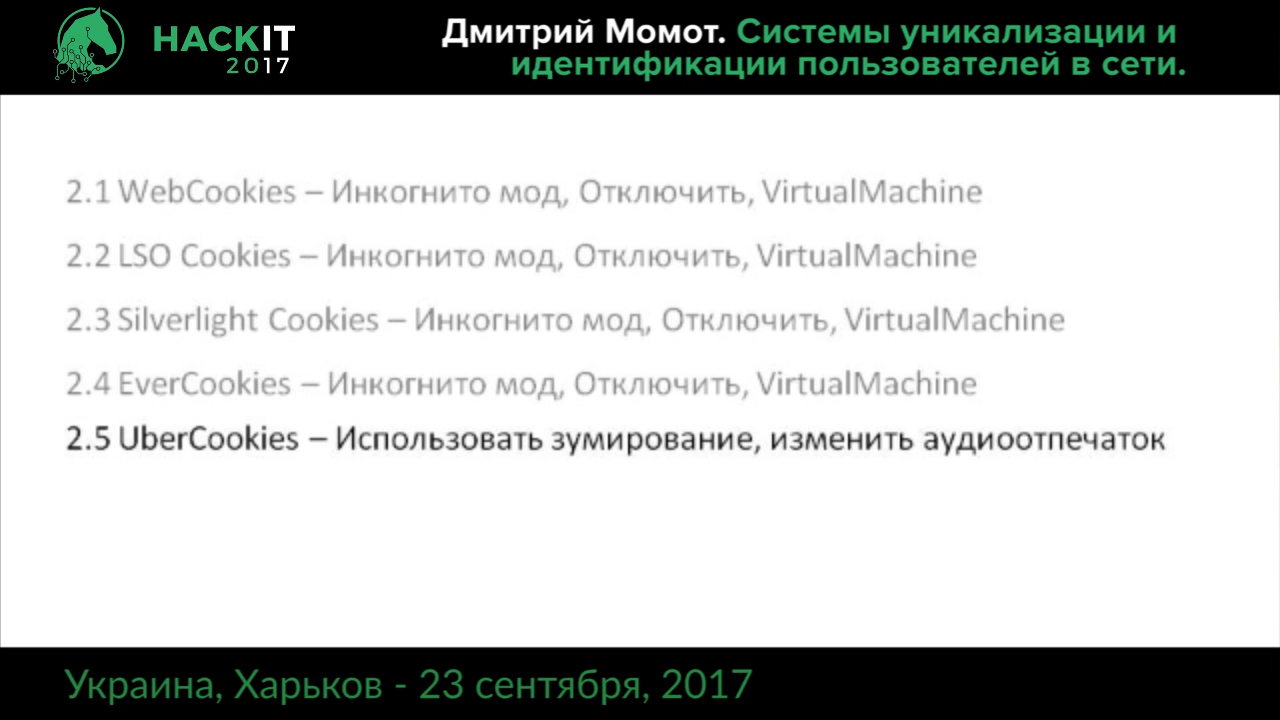 HACKIT
2017
Дмитрий Момот. Системы уникализации и
идентификации пользователей в сети.
2.1 WebCookies – Инкогнито мод, Отключить, VirtualMachine
2.2 LSO Cookies – Инкогнито мод, Отключить, VirtualMachine
2.3 Silverlight Cookies – Инкогнито мод, Отключить, VirtualMachine
2.4 EverCookies – Инкогнито мод, Отключить, VirtualMachine
2.5 UberCookies – Использовать зумирование, изменить аудиоотпечаток
Украина, Харьков - 23 сентября, 2017